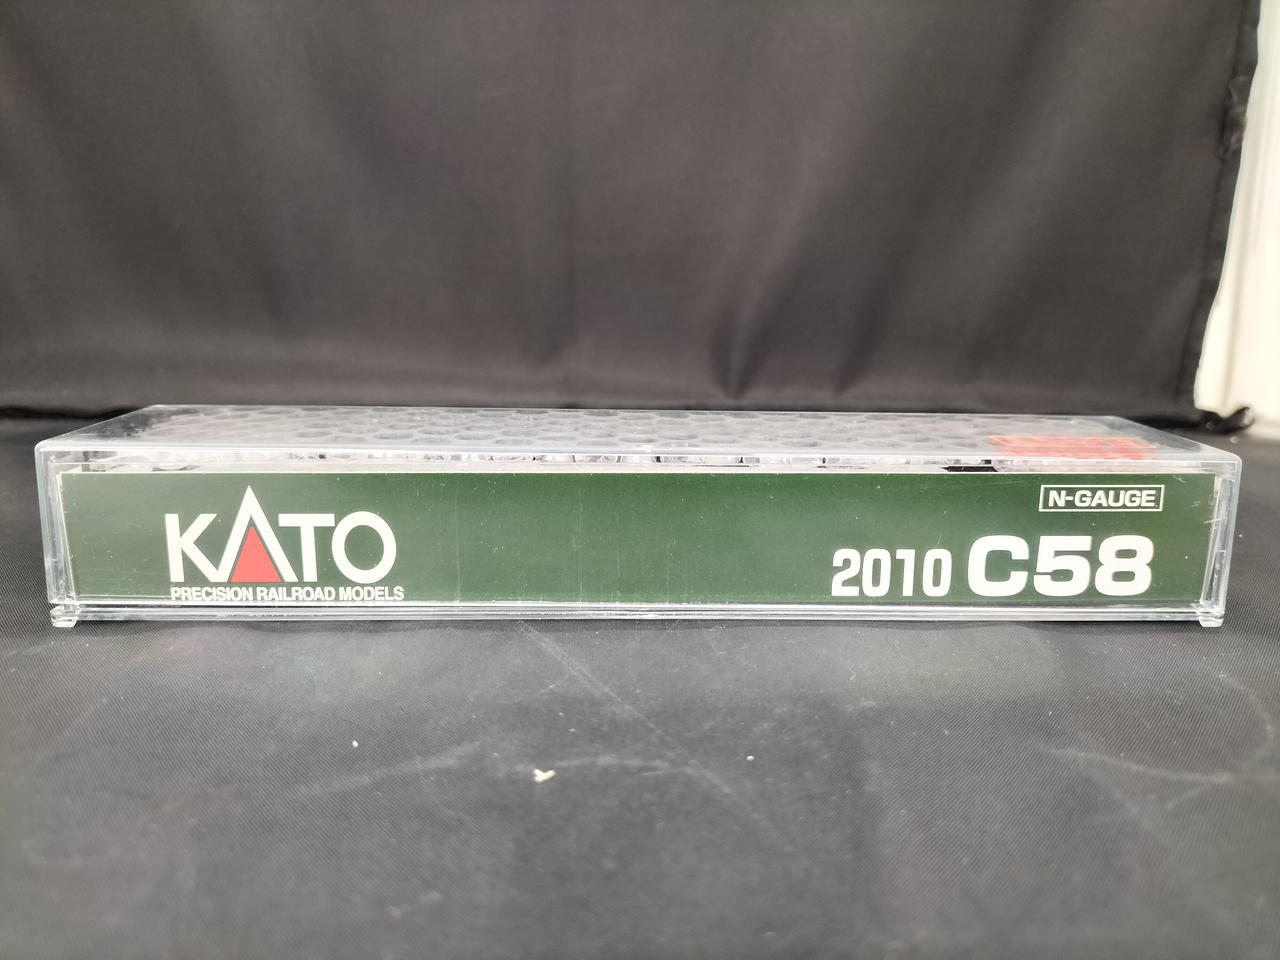 KATO
PRECISION RAILROAD MODELS
N-GAUGE
2010 C58